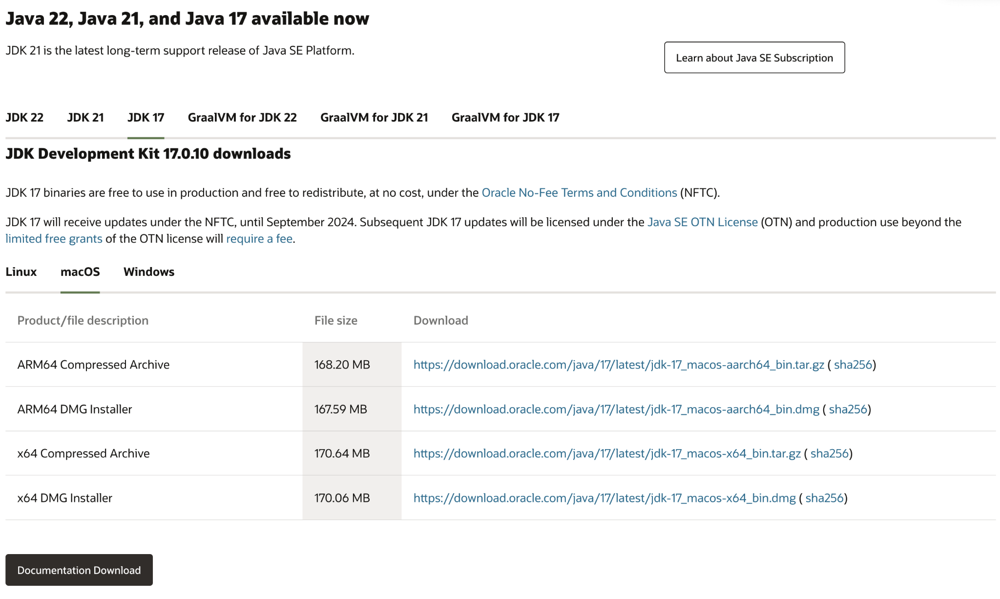 Java 22, Java 21, and Java 17 available now
JDK 21 is the latest long-term support release of Java SE Platform.
Learn about Java SE Subscription
JDK 22 JDK 21 JDK 17 GraalVM for JDK 22 GraalVM for JDK 21 GraalVM for JDK 17
JDK Development Kit 17.0.10 downloads
JDK 17 binaries are free to use in production and free to redistribute, at no cost, under the Oracle No-Fee Terms and Conditions (NFTC).
JDK 17 will receive updates under the NFTC, until September 2024. Subsequent JDK 17 updates will be licensed under the Java SE OTN License (OTN) and production use beyond the
limited free grants of the OTN license will require a fee.
Linux macOS Windows
Product/file description File size Download
ARM64 Compressed Archive 168.20 MB https://download.oracle.com/java/17/latest/jdk-17_macos-aarch64_bin.tar.gz ( sha256)
ARM64 DMG Installer 167.59 MB https://download.oracle.com/java/17/latest/jdk-17_macos-aarch64_bin.dmg ( sha256)
x64 Compressed Archive 170.64 MB https://download.oracle.com/java/17/latest/jdk-17_macos-x64_bin.tar.gz ( sha256)
x64 DMG Installer 170.06 MB https://download.oracle.com/java/17/latest/jdk-17_macos-x64_bin.dmg ( sha256)
Documentation Download